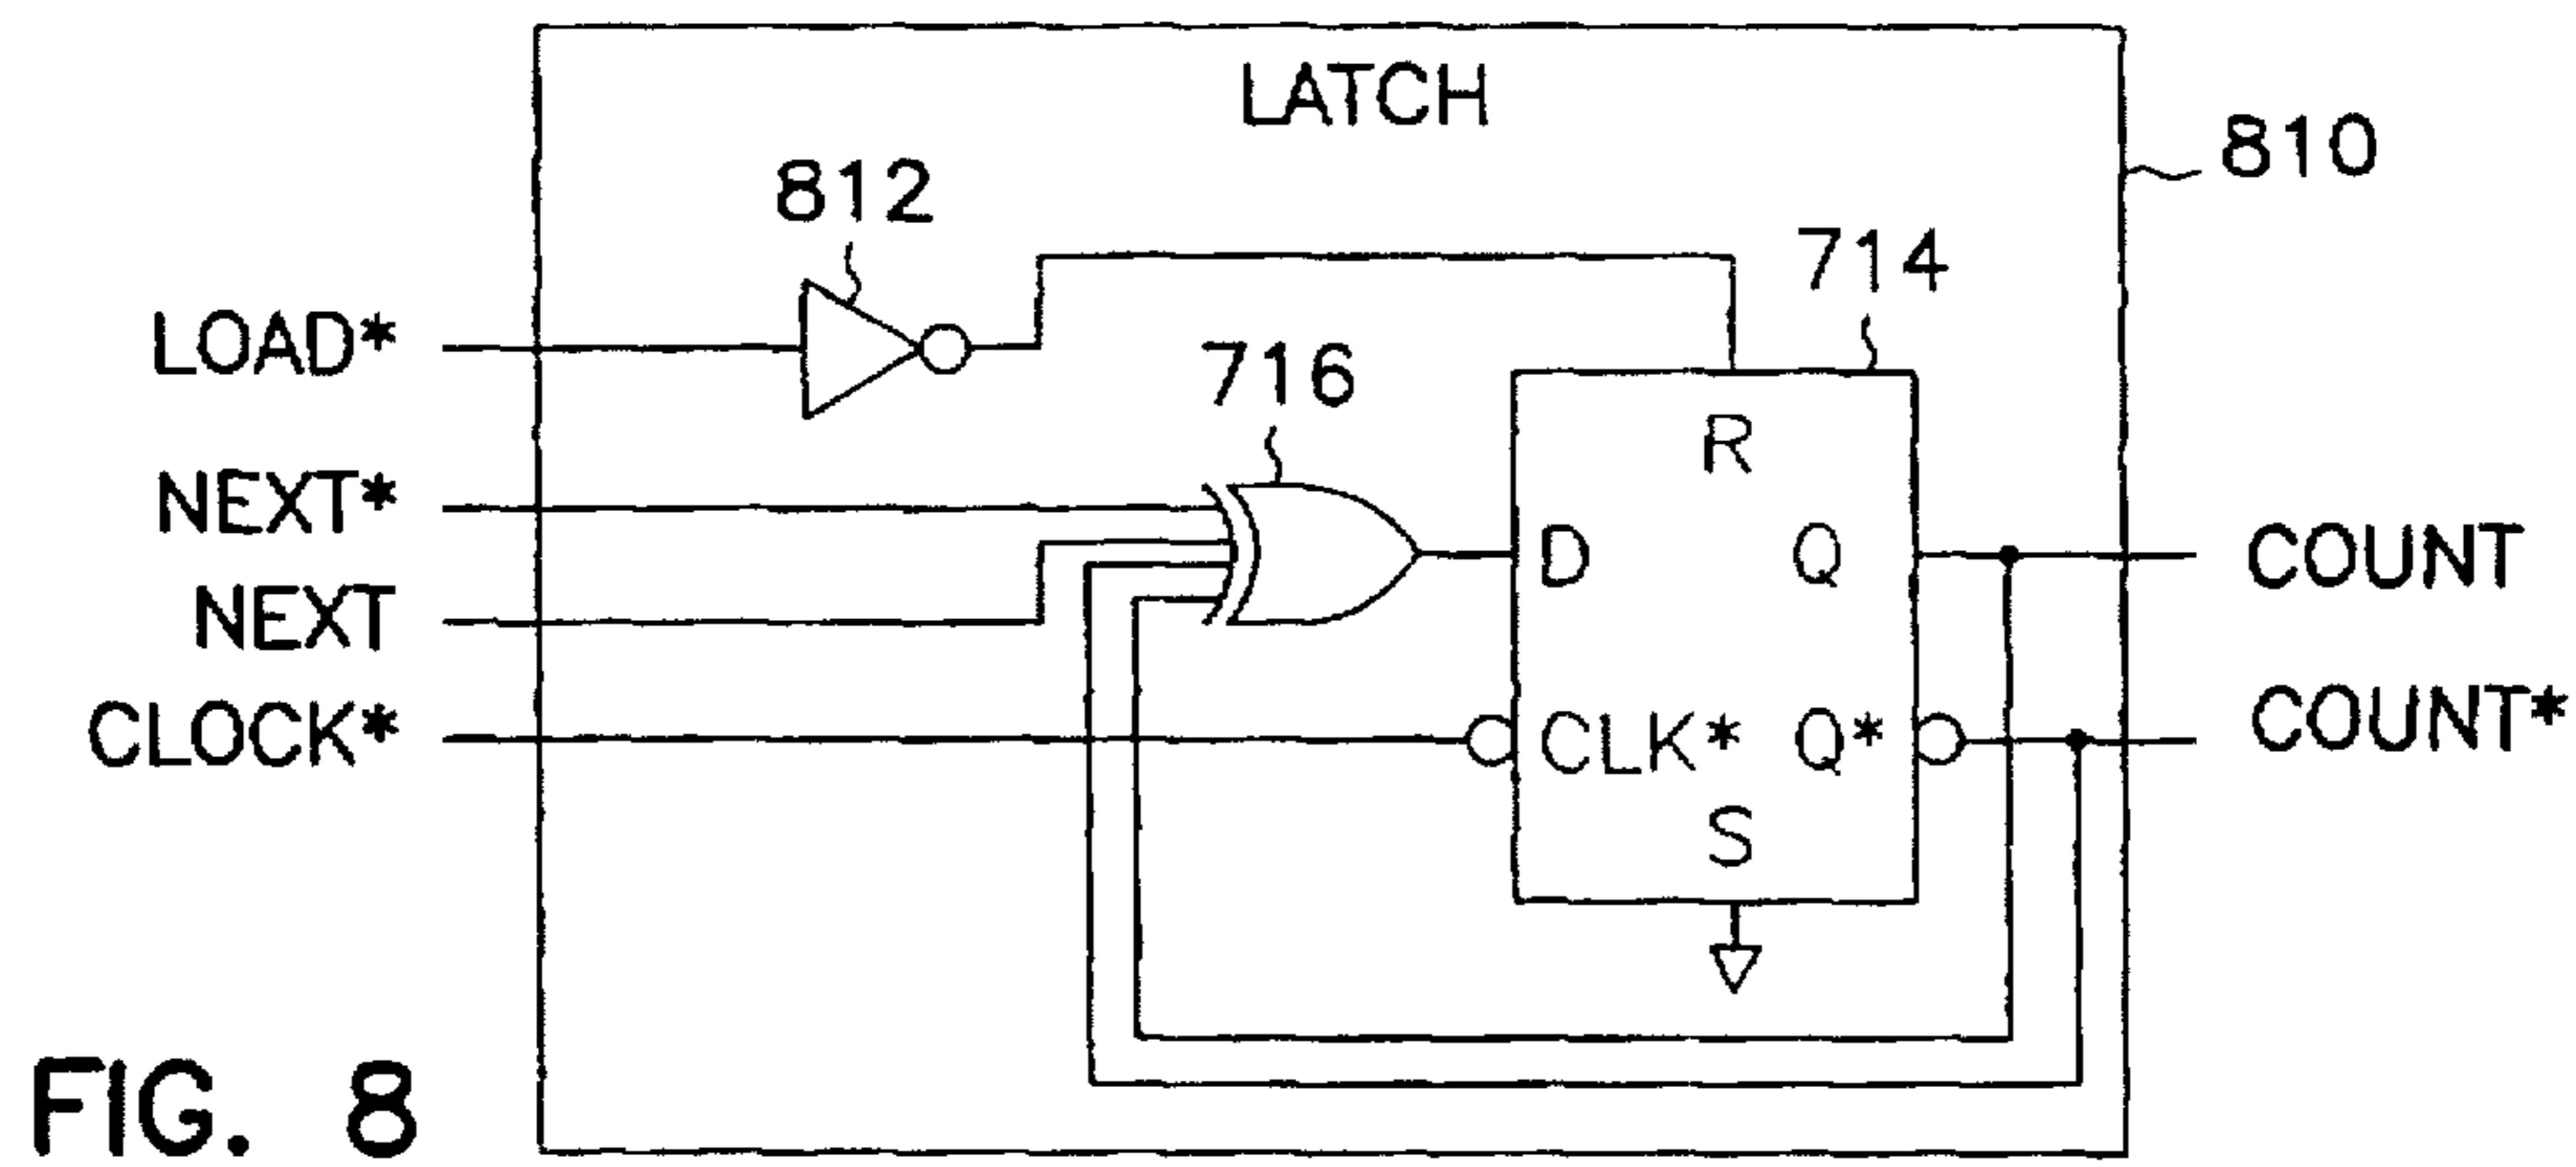 LATCH
810
812
714
LOAD*
716
R
NEXT*
D
Q
COUNT
NEXT
CLOCK*
CLK*
Q*
COUNT*
S
FIG. 8